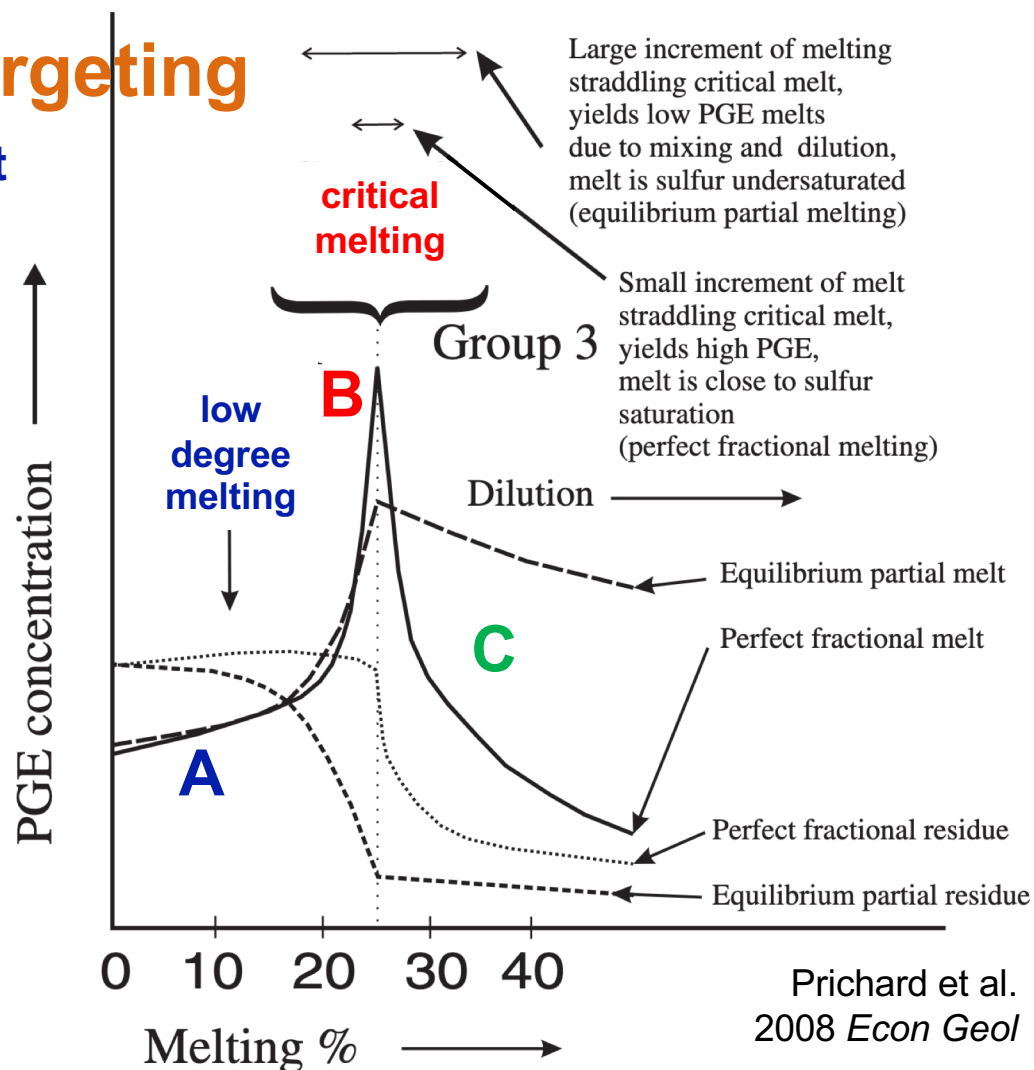 rgeting
t
Large increment of melting
straddling critical melt,
yields low PGE melts
due to mixing and dilution,
melt is sulfur undersaturated
(equilibrium partial melting)
critical
melting
Small increment of melt
straddling critical melt,
yields high PGE,
melt is close to sulfur
saturation
(perfect fractional melting)
Group 3
B
low
degree
melting
Dilution
Equilibrium partial melt
Perfect fractional melt
C
A
PGE concentration
Perfect fractional residue
Equilibrium partial residue
0 10 20 30 40
Melting %
Prichard et al.
2008 Econ Geol